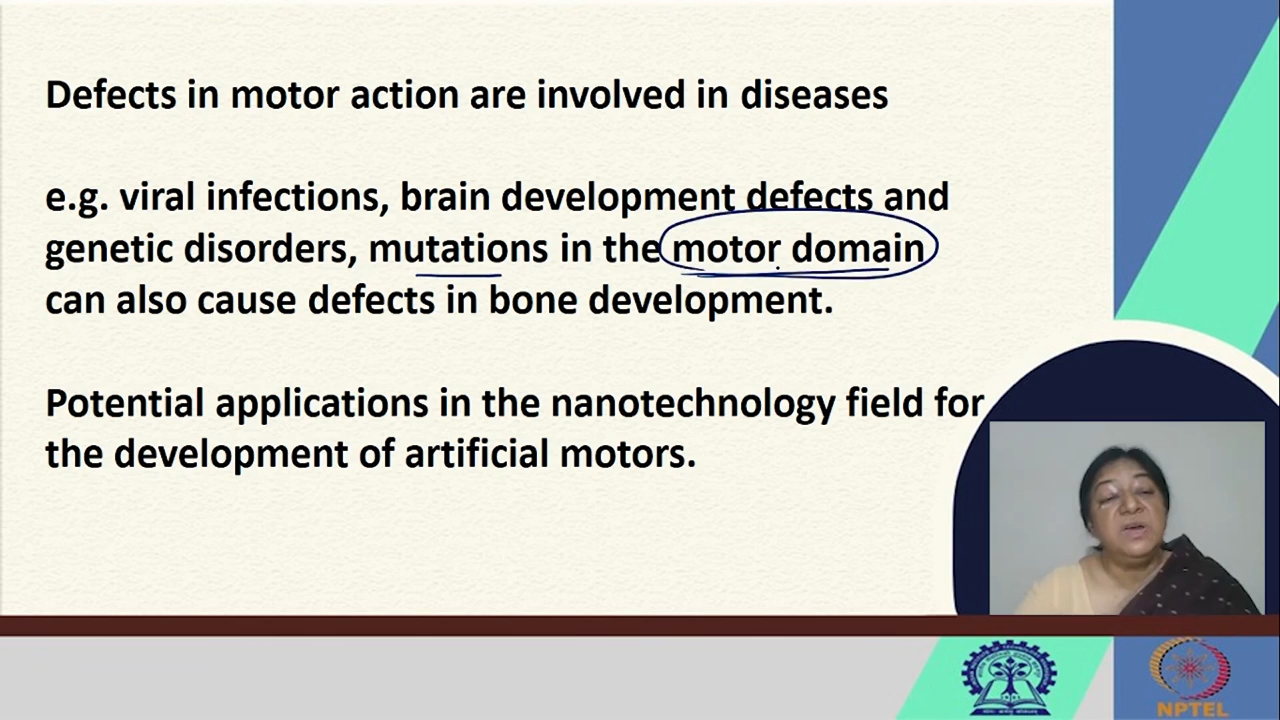 Defects in motor action are involved in diseases
e.g. viral infections, brain development defects and
genetic disorders, mutations in the motor domain
can also cause defects in bone development.
Potential applications in the nanotechnology field for
the development of artificial motors.
NPTEL